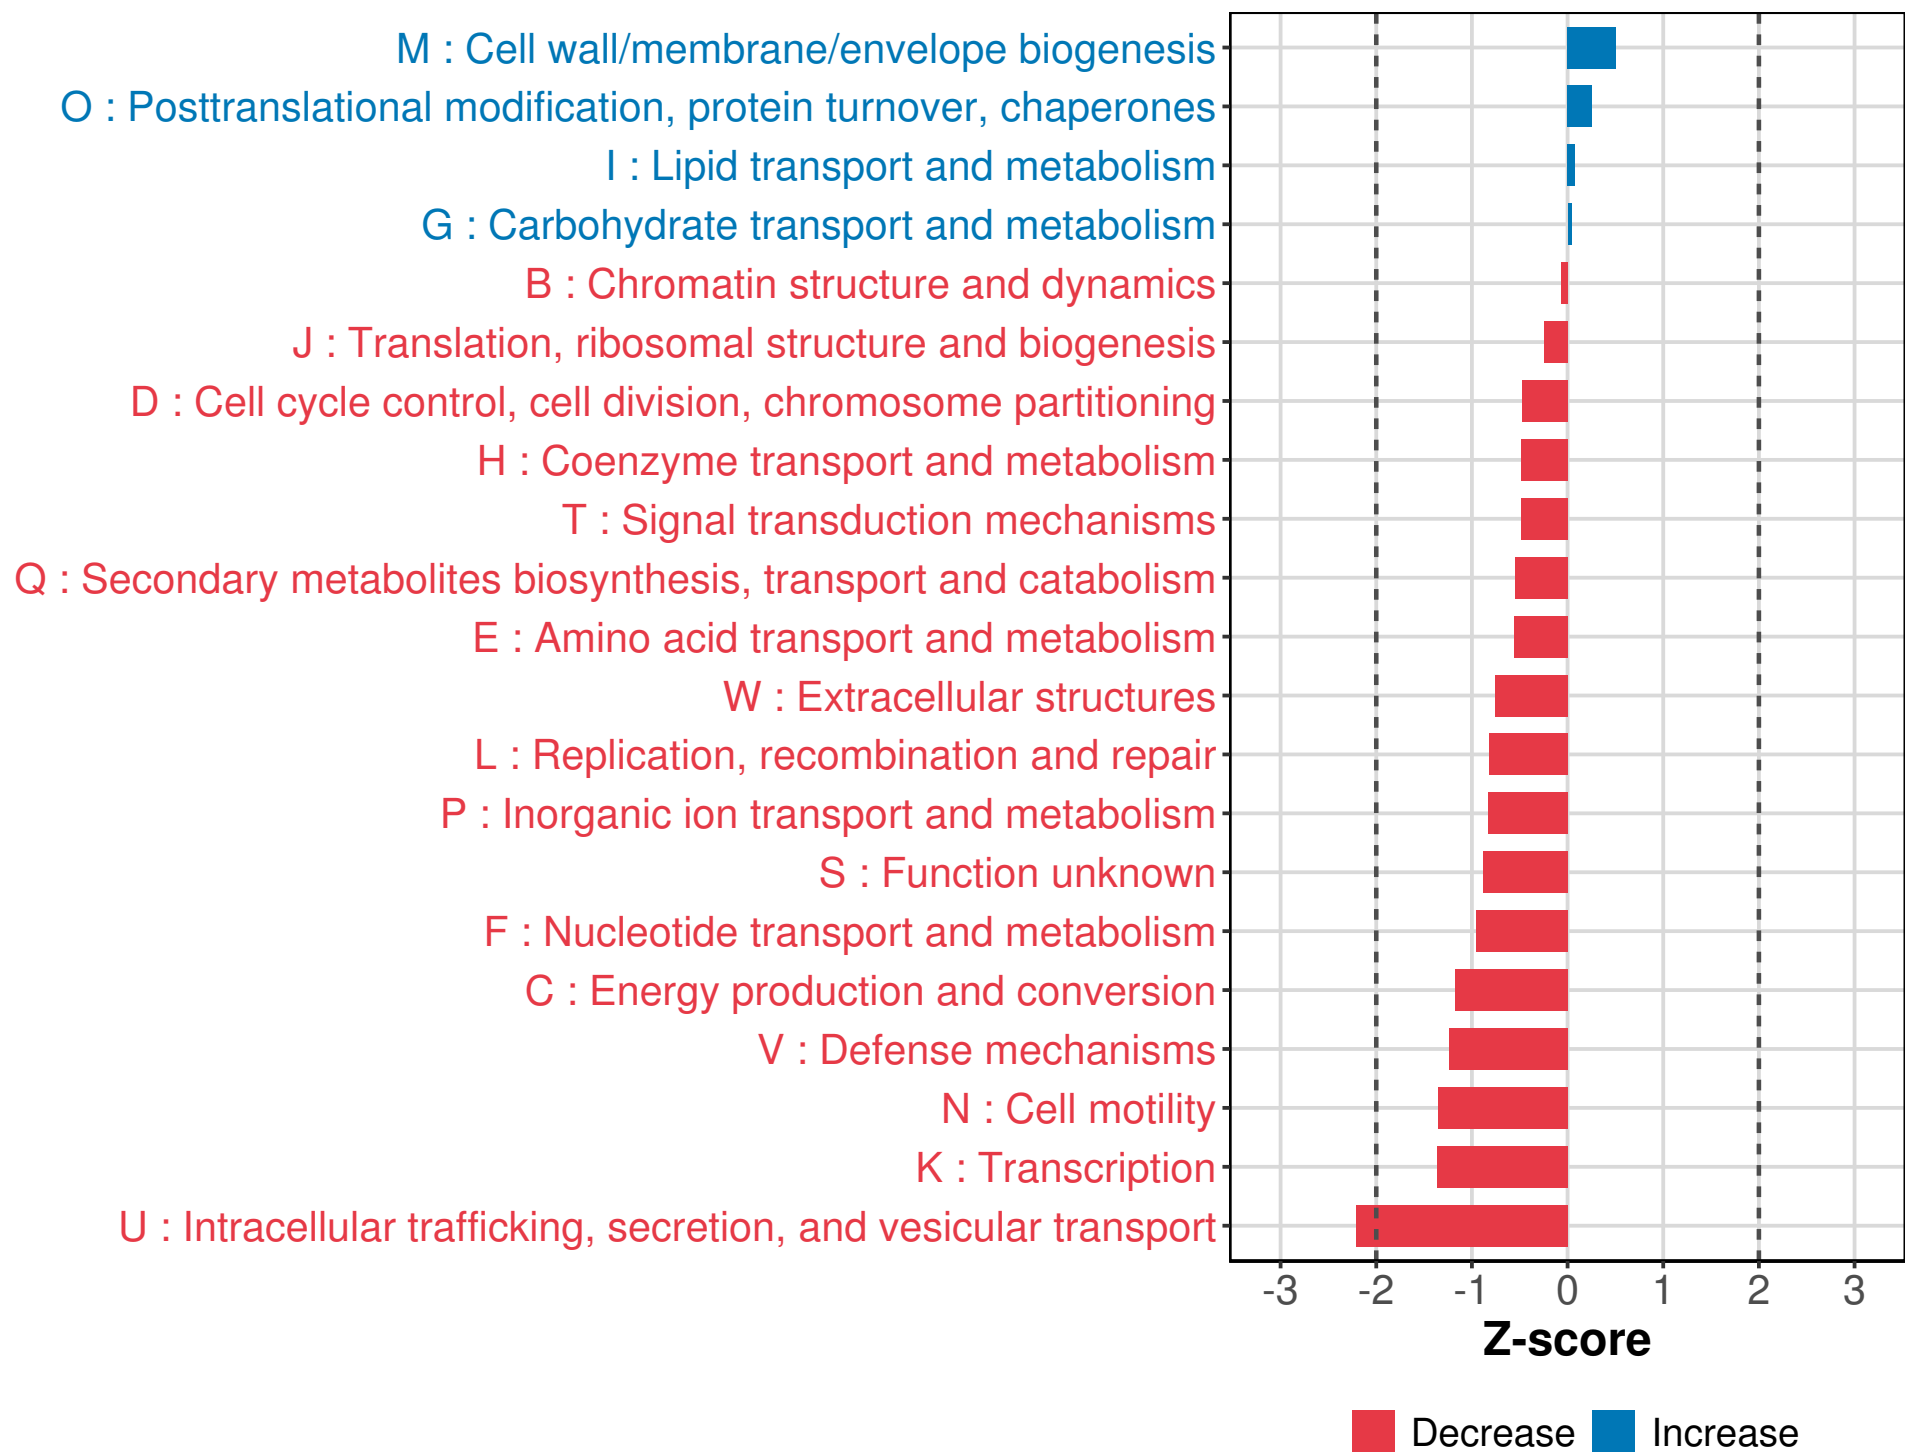 M : Cell wall/membrane/envelope biogenesis
O : Posttranslational modification, protein turnover, chaperones
I : Lipid transport and metabolism
G : Carbohydrate transport and metabolism
B : Chromatin structure and dynamics
J : Translation, ribosomal structure and biogenesis
D : Cell cycle control, cell division, chromosome partitioning
H : Coenzyme transport and metabolism
T : Signal transduction mechanisms
Q : Secondary metabolites biosynthesis, transport and catabolism
E : Amino acid transport and metabolism
W : Extracellular structures
L : Replication, recombination and repair
P : Inorganic ion transport and metabolism
S : Function unknown
F : Nucleotide transport and metabolism
C : Energy production and conversion
V : Defense mechanisms
N : Cell motility
K : Transcription
U : Intracellular trafficking, secretion, and vesicular transport
-3 -2 -1 0 1 2 3
Z-score
Decrease Increase